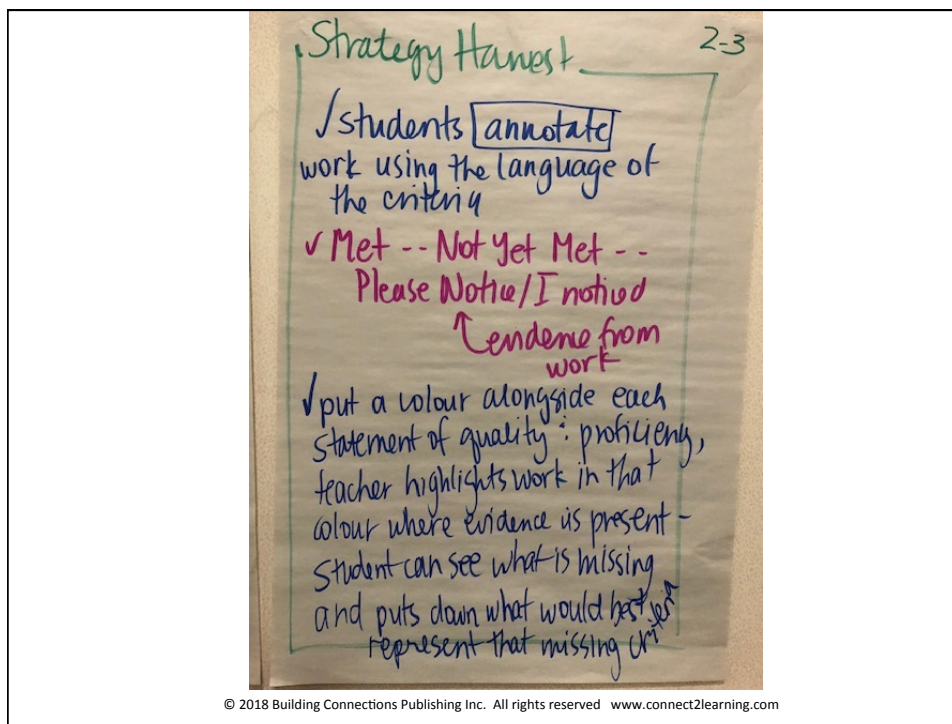 Strategy Harvest
2-3
✓ students annotate
work using the language of
the criteria
✓ Met -- Not Yet Met --
Please Notice/I noticed
evidence from
work
✓ put a colour alongside each
statement of quality : proficiency,
teacher highlights work in that
colour where evidence is present -
student can see what is missing
and puts down what would best
represent that missing criteria
© 2018 Building Connections Publishing Inc. All rights reserved www.connect2learning.com